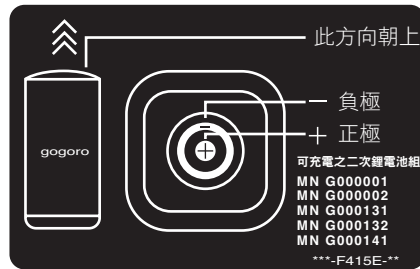 此方向朝上
gogoro
− 負極
+ 正極
可充電之二次鋰電池組
MN G000001
MN G000002
MN G000131
MN G000132
MN G000141
***-F415E-**